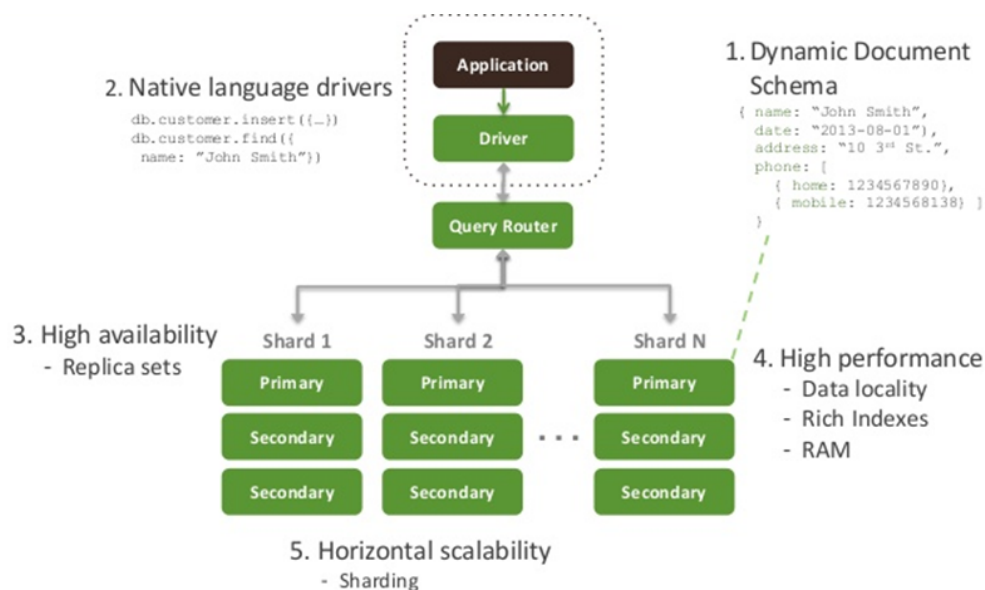 Application
1. Dynamic Document
Schema
{ name: “John Smith”,
date: “2013-08-01”),
address: “10 3rd St.”,
phone: [
{ home: 1234567890},
{ mobile: 1234568138} ]
}
2. Native language drivers
db.customer.insert({…})
db.customer.find({
name: ”John Smith”})
Driver
Query Router
3. High availability
- Replica sets
Shard 1
Shard 2
Shard N
Primary
Primary
Primary
Secondary
Secondary
...
Secondary
Secondary
Secondary
Secondary
4. High performance
- Data locality
- Rich Indexes
- RAM
5. Horizontal scalability
- Sharding